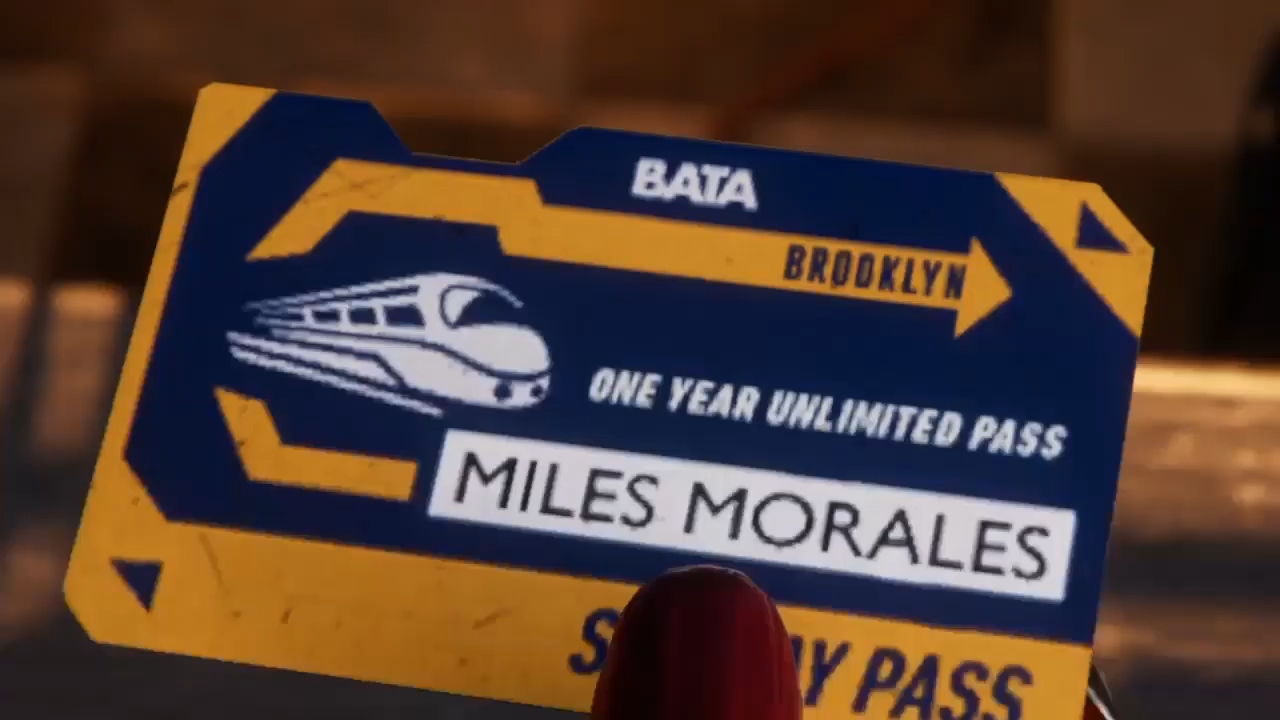 BATA
BROOKLYN
ONE YEAR UNLIMITED PASS
MILES MORALES
PASS